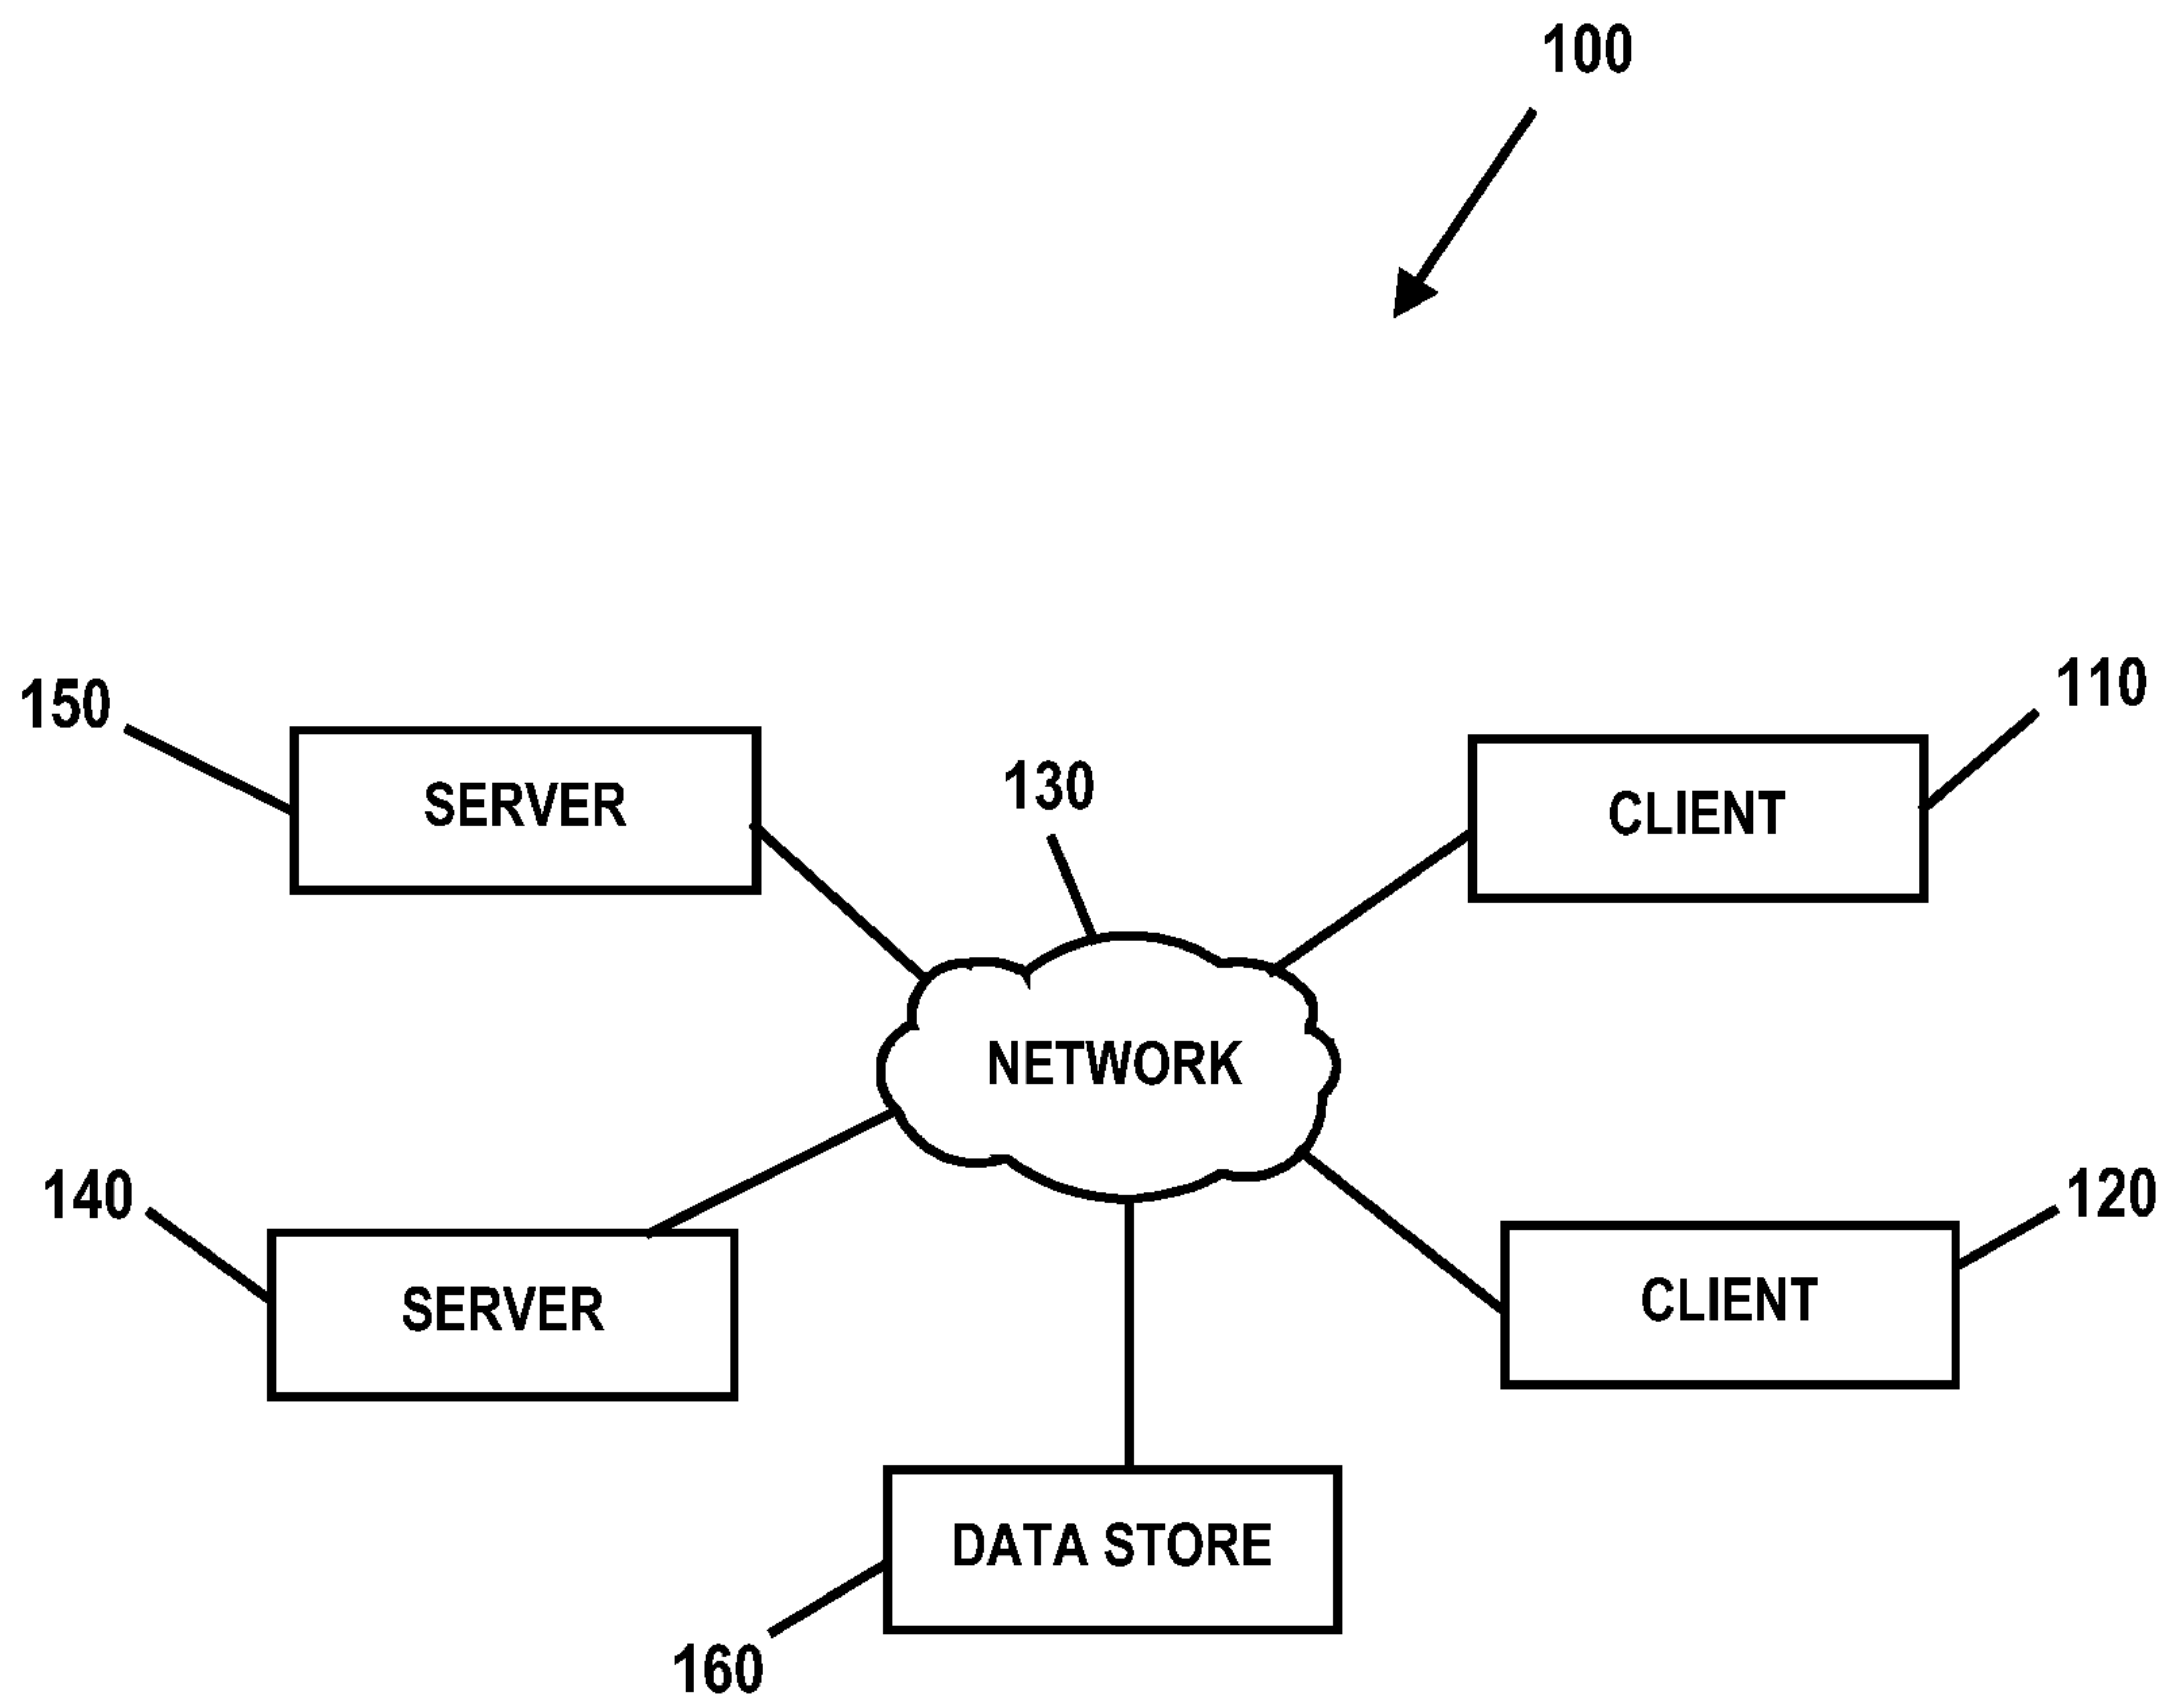 100
150
110
SERVER
130
CLIENT
NETWORK
140
120
SERVER
CLIENT
DATA STORE
160